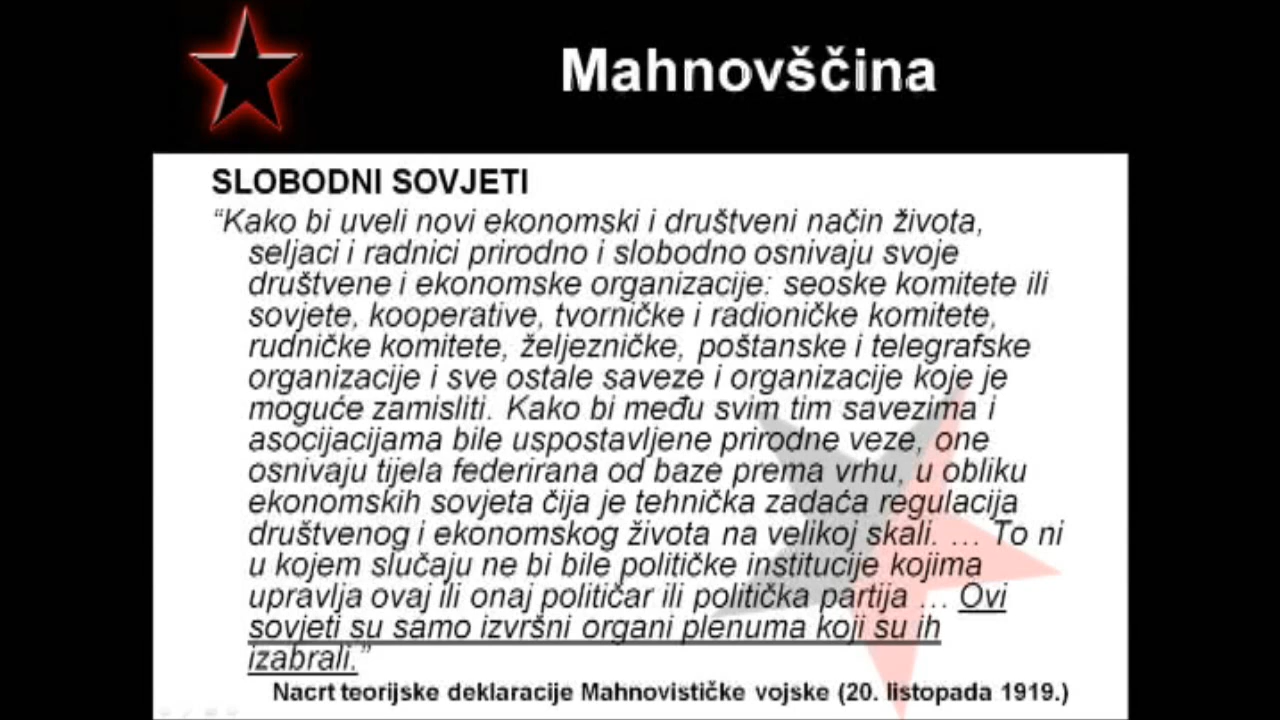 Mahnovščina
SLOBODNI SOVJETI
“Kako bi uveli novi ekonomski i društveni način života,
seljaci i radnici prirodno i slobodno osnivaju svoje
društvene i ekonomske organizacije: seoske komitete ili
sovjete, kooperative, tvorničke i radioničke komitete,
rudničke komitete, željezničke, poštanske i telegrafske
organizacije i sve ostale saveze i organizacije koje je
moguće zamisliti. Kako bi među svim tim savezima i
asocijacijama bile uspostavljene prirodne veze, one
osnivaju tijela federirana od baze prema vrhu, u obliku
ekonomskih sovjeta čija je tehnička zadaća regulacija
društvenog i ekonomskog života na velikoj skali. … To ni
u kojem slučaju ne bi bile političke institucije kojima
upravlja ovaj ili onaj političar ili politička partija … Ovi
sovjeti su samo izvršni organi plenuma koji su ih
izabrali.”
Nacrt teorijske deklaracije Mahnovističke vojske (20. listopada 1919.)